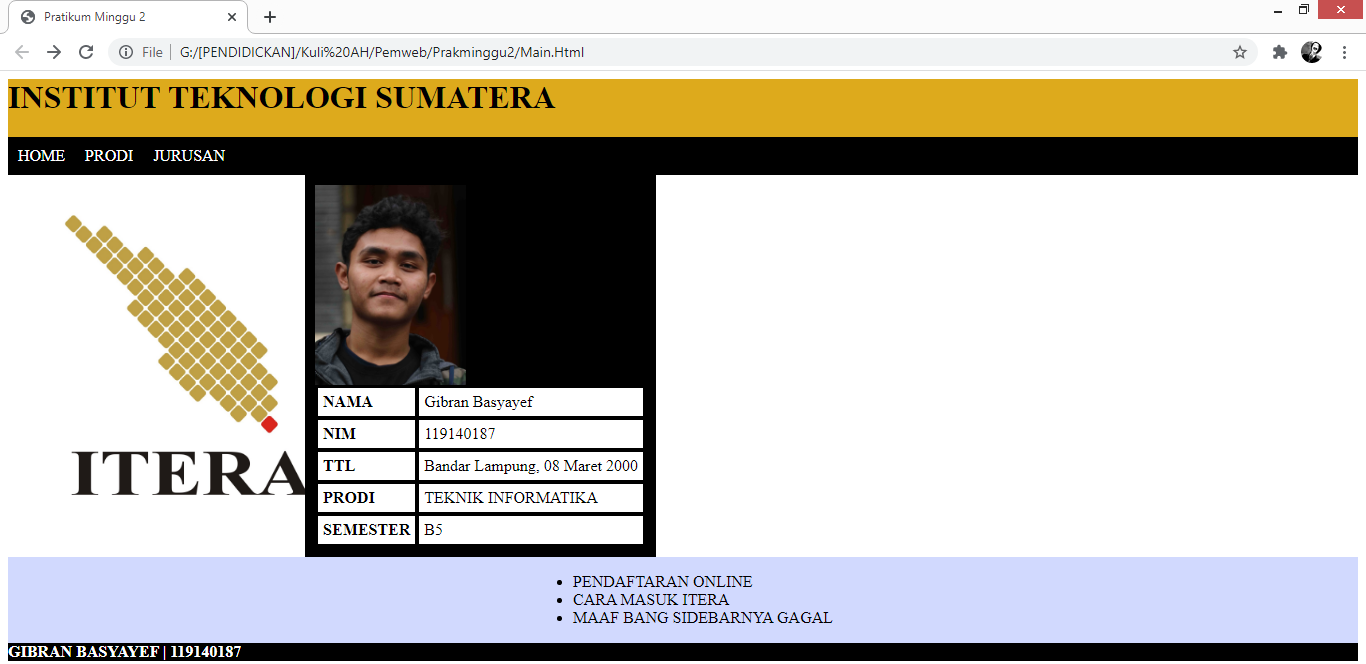 Pratikum Minggu 2
File | G:/[PENDIDICKAN]/Kuli%20AH/Pemweb/Prakminggu2/Main.Html
INSTITUT TEKNOLOGI SUMATERA
HOME PRODI JURUSAN
ITERA
NAMA Gibran Basyayef
NIM 119140187
TTL Bandar Lampung, 08 Maret 2000
PRODI TEKNIK INFORMATIKA
SEMESTER B5
PENDAFTARAN ONLINE
CARA MASUK ITERA
MAAF BANG SIDEBARNYA GAGAL
GIBRAN BASYAYEF | 119140187